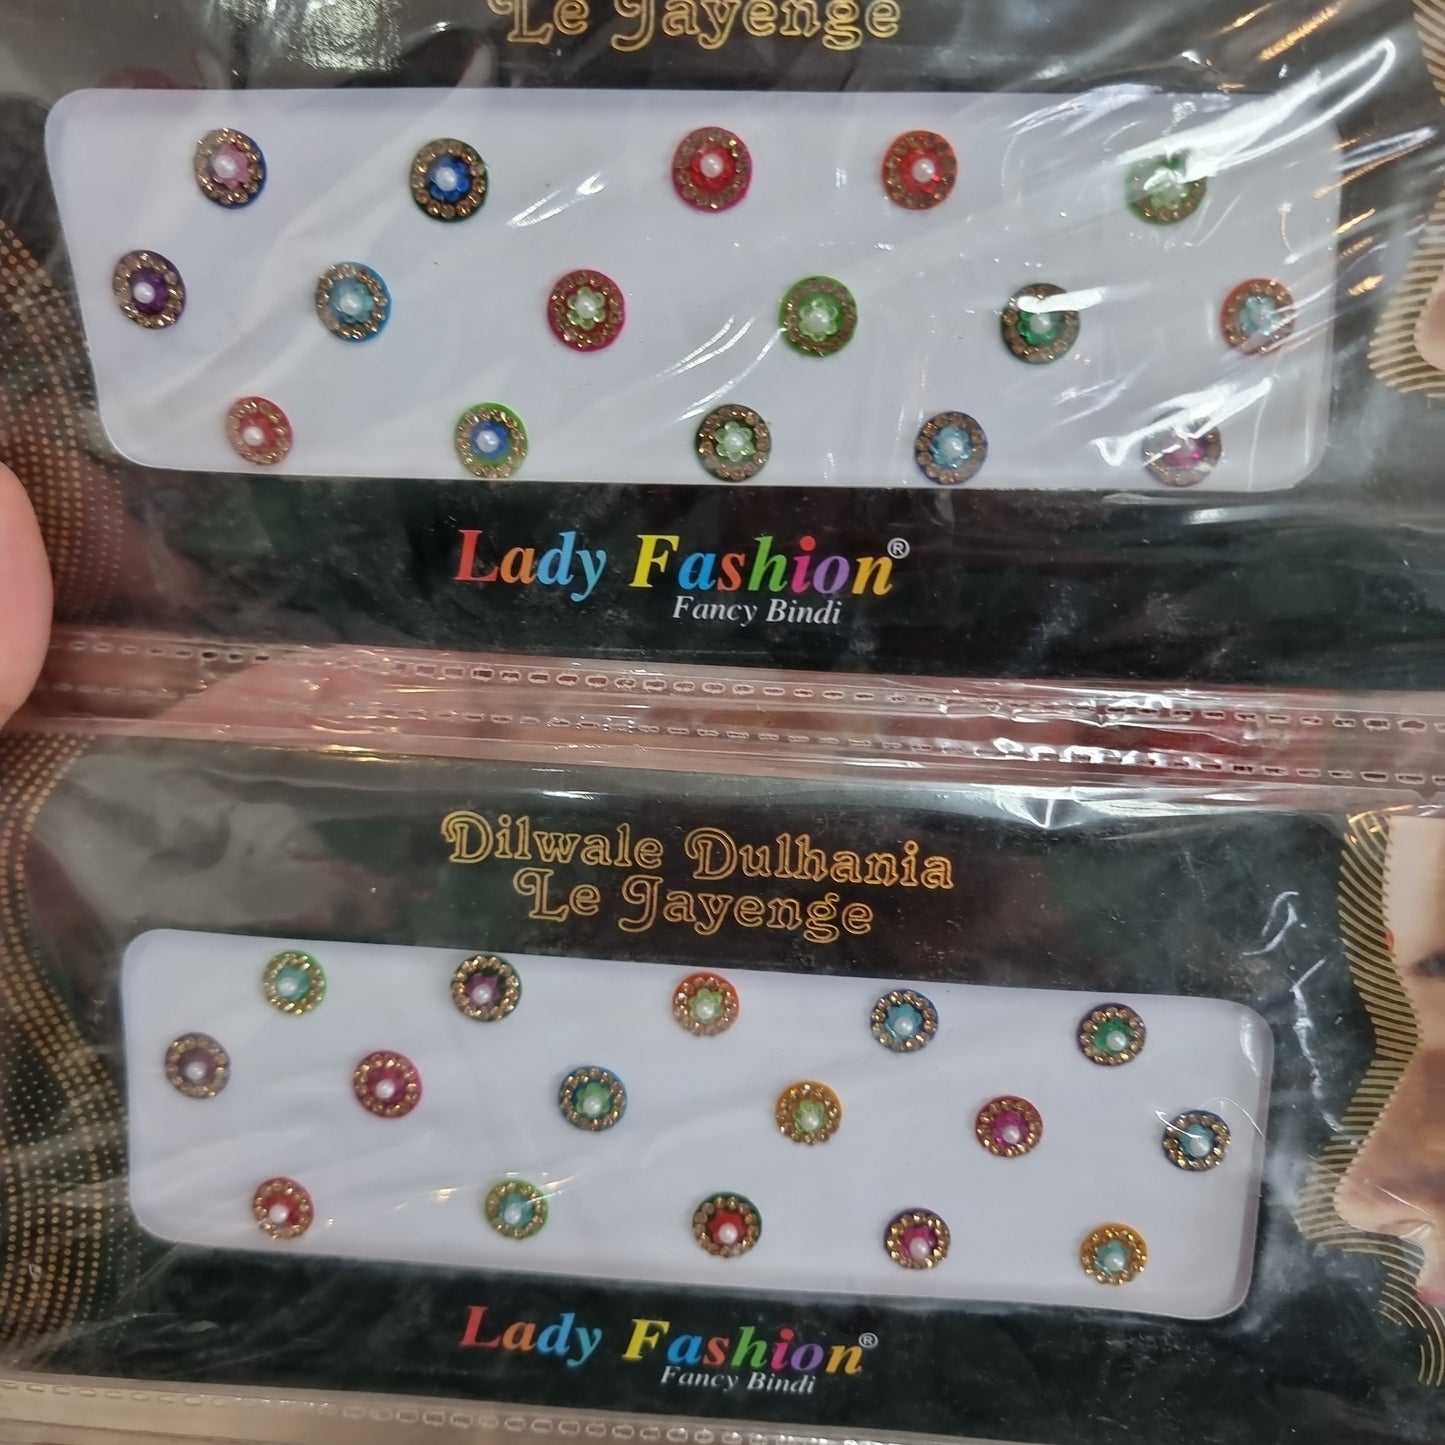 Le Jayenge
Lady Fashion®
Fancy Bindi
Dilwale Dulhania
Le Jayenge
Lady Fashion®
Fancy Bindi